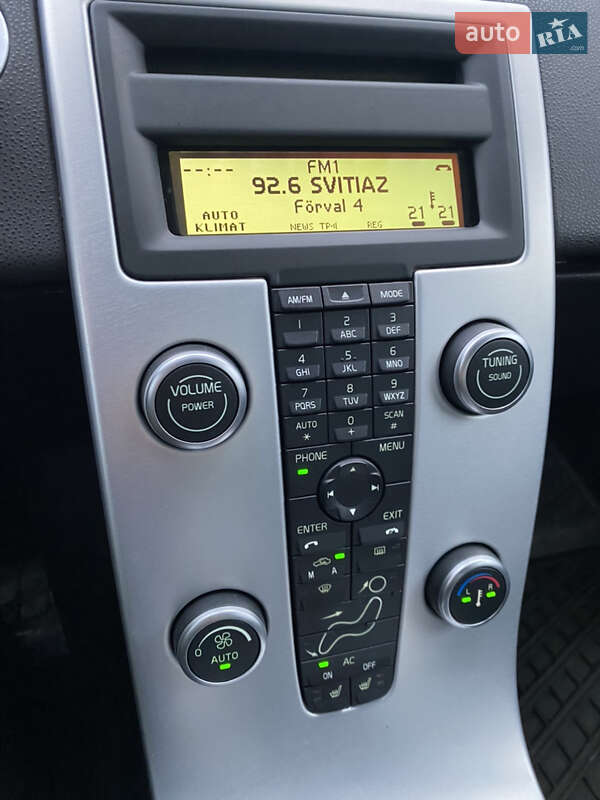 auto RIA.com
FM1
--:--
92.6 SVITIAZ
Förval 4
AUTO
KLIMAT
NEWS TP REG
21 21
AM/FM MODE
1 2 ABC 3 DEF
4 GHI 5 JKL 6 MNO
7 PQRS 8 TUV 9 WXYZ
AUTO * 0 + SCAN #
PHONE MENU
ENTER EXIT
M A
AC
ON OFF
VOLUME
POWER
TUNING
SOUND
0
AUTO
L R